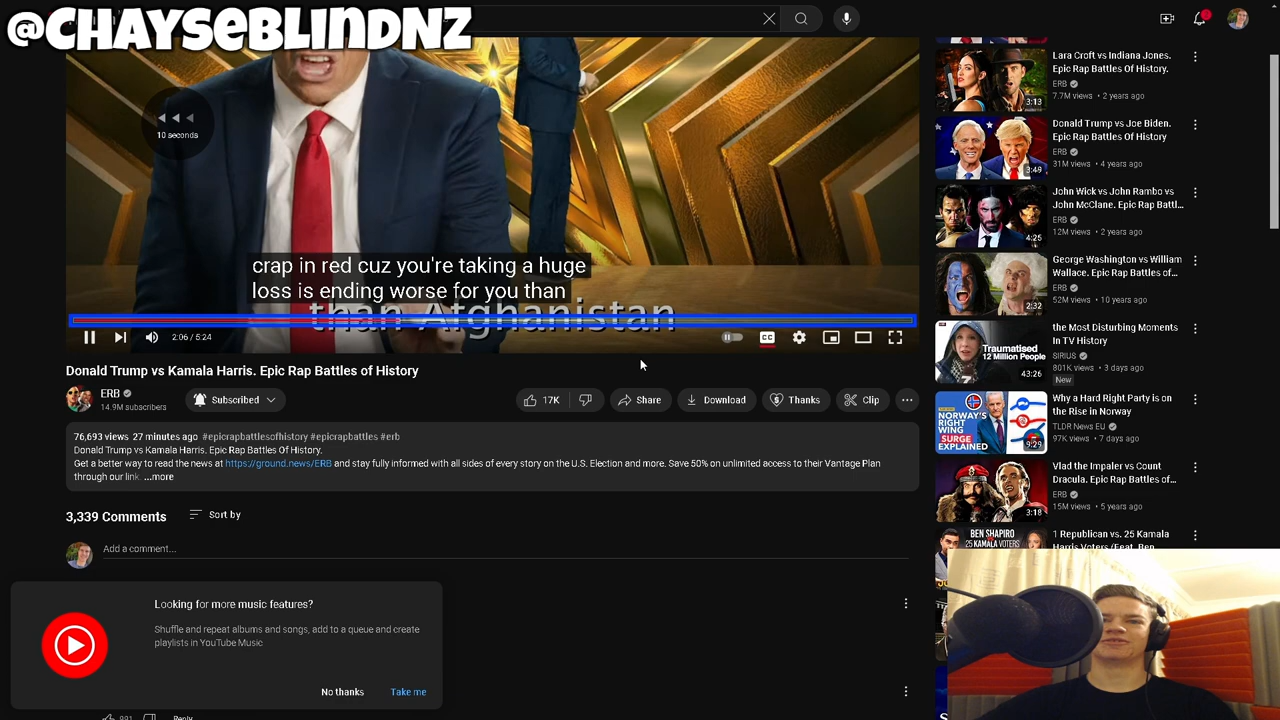 @CHAYSEBLINDNZ
10 seconds
crap in red cuz you're taking a huge
loss is ending worse for you than
than Afghanistan
2:06 / 5:24
CC
Donald Trump vs Kamala Harris. Epic Rap Battles of History
ERB
14.9M subscribers
Subscribed
17K
Share
Download
Thanks
Clip
76,693 views 27 minutes ago #epicrapbattlesofhistory #epicrapbattles #erb
Donald Trump vs Kamala Harris. Epic Rap Battles Of History.
Get a better way to read the news at https://ground.news/ERB and stay fully informed with all sides of every story on the U.S. Election and more. Save 50% on unlimited access to their Vantage Plan
through our link. ...more
3,339 Comments
Sort by
Add a comment...
Looking for more music features?
Shuffle and repeat albums and songs, add to a queue and create
playlists in YouTube Music
No thanks
Take me
991
Reply
Lara Croft vs Indiana Jones.
Epic Rap Battles Of History.
ERB
7.7M views • 2 years ago
3:13
Donald Trump vs Joe Biden.
Epic Rap Battles Of History
ERB
31M views • 4 years ago
3:49
John Wick vs John Rambo vs
John McClane. Epic Rap Battl...
ERB
12M views • 2 years ago
4:25
George Washington vs William
Wallace. Epic Rap Battles of...
ERB
52M views • 10 years ago
2:32
the Most Disturbing Moments
In TV History
SIRIUS
801K views • 3 days ago
New
Traumatised
12 Million People
43:26
Why a Hard Right Party is on
the Rise in Norway
TLDR News EU
97K views • 7 days ago
NORWAY'S
RIGHT
WING
SURGE
EXPLAINED
9:29
Vlad the Impaler vs Count
Dracula. Epic Rap Battles of...
ERB
15M views • 5 years ago
3:18
1 Republican vs. 25 Kamala
Harris Voters (Feat. Ben
BEN SHAPIRO
25 KAMALA VOTERS